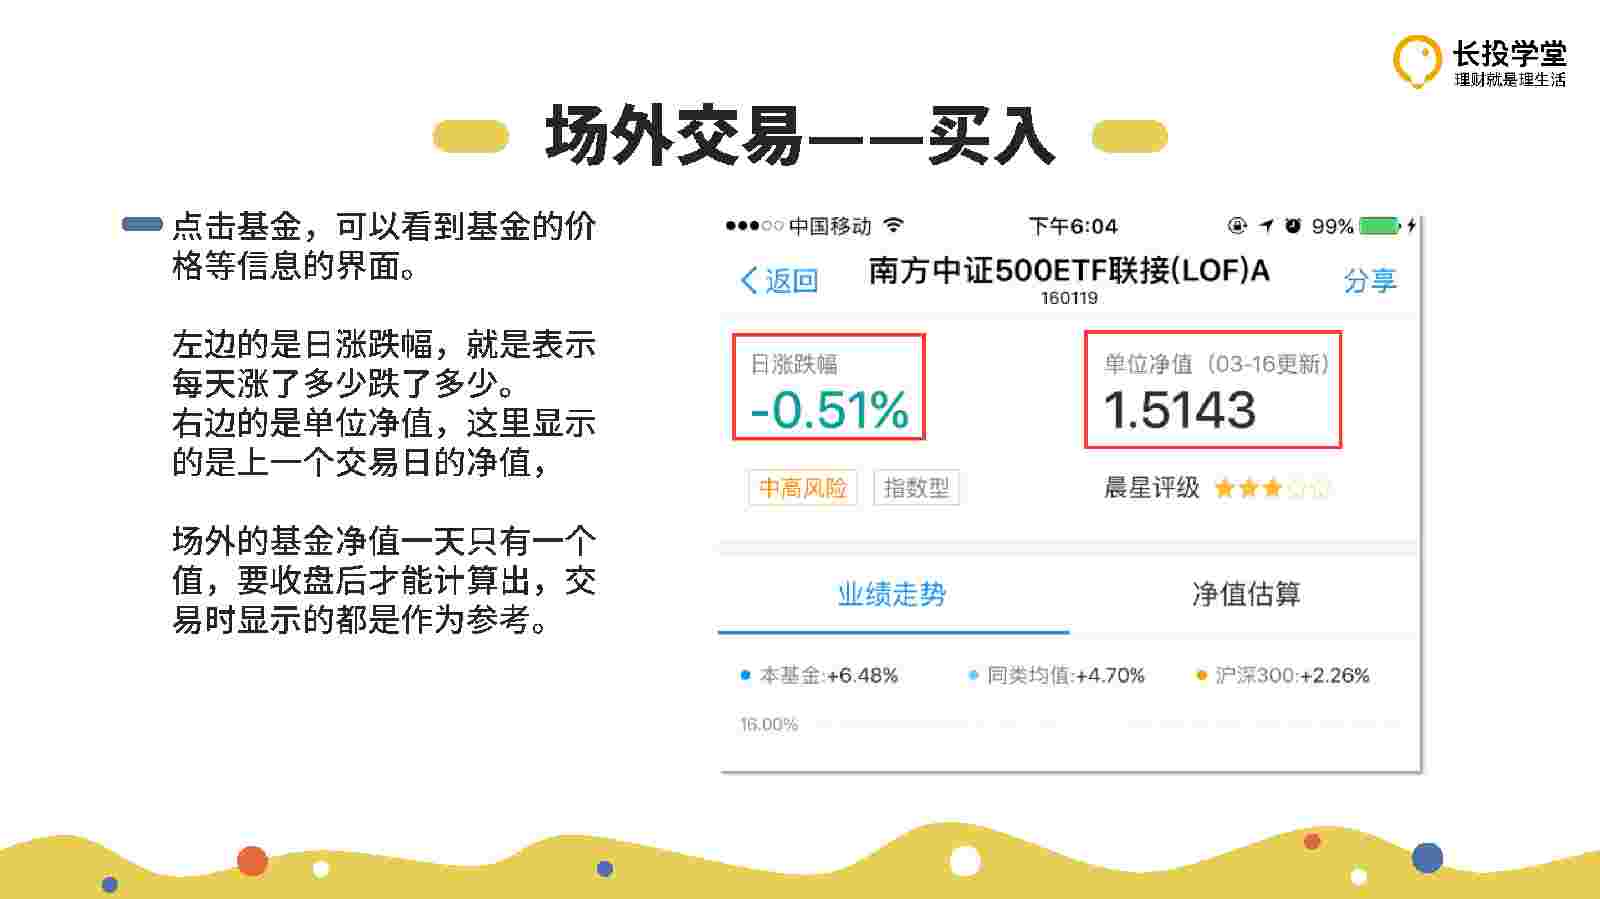 长投学堂
理财就是理生活
场外交易——买入
点击基金，可以看到基金的价
格等信息的界面。
左边的是日涨跌幅，就是表示
每天涨了多少跌了多少。
右边的是单位净值，这里显示
的是上一个交易日的净值，
场外的基金净值一天只有一个
值，要收盘后才能计算出，交
易时显示的都是作为参考。
中国移动 下午6:04 99%
返回 南方中证500ETF联接(LOF)A 分享
160119
日涨跌幅 单位净值（03-16更新）
-0.51% 1.5143
中高风险 指数型 晨星评级
业绩走势 净值估算
本基金:+6.48% 同类均值:+4.70% 沪深300:+2.26%
16.00%